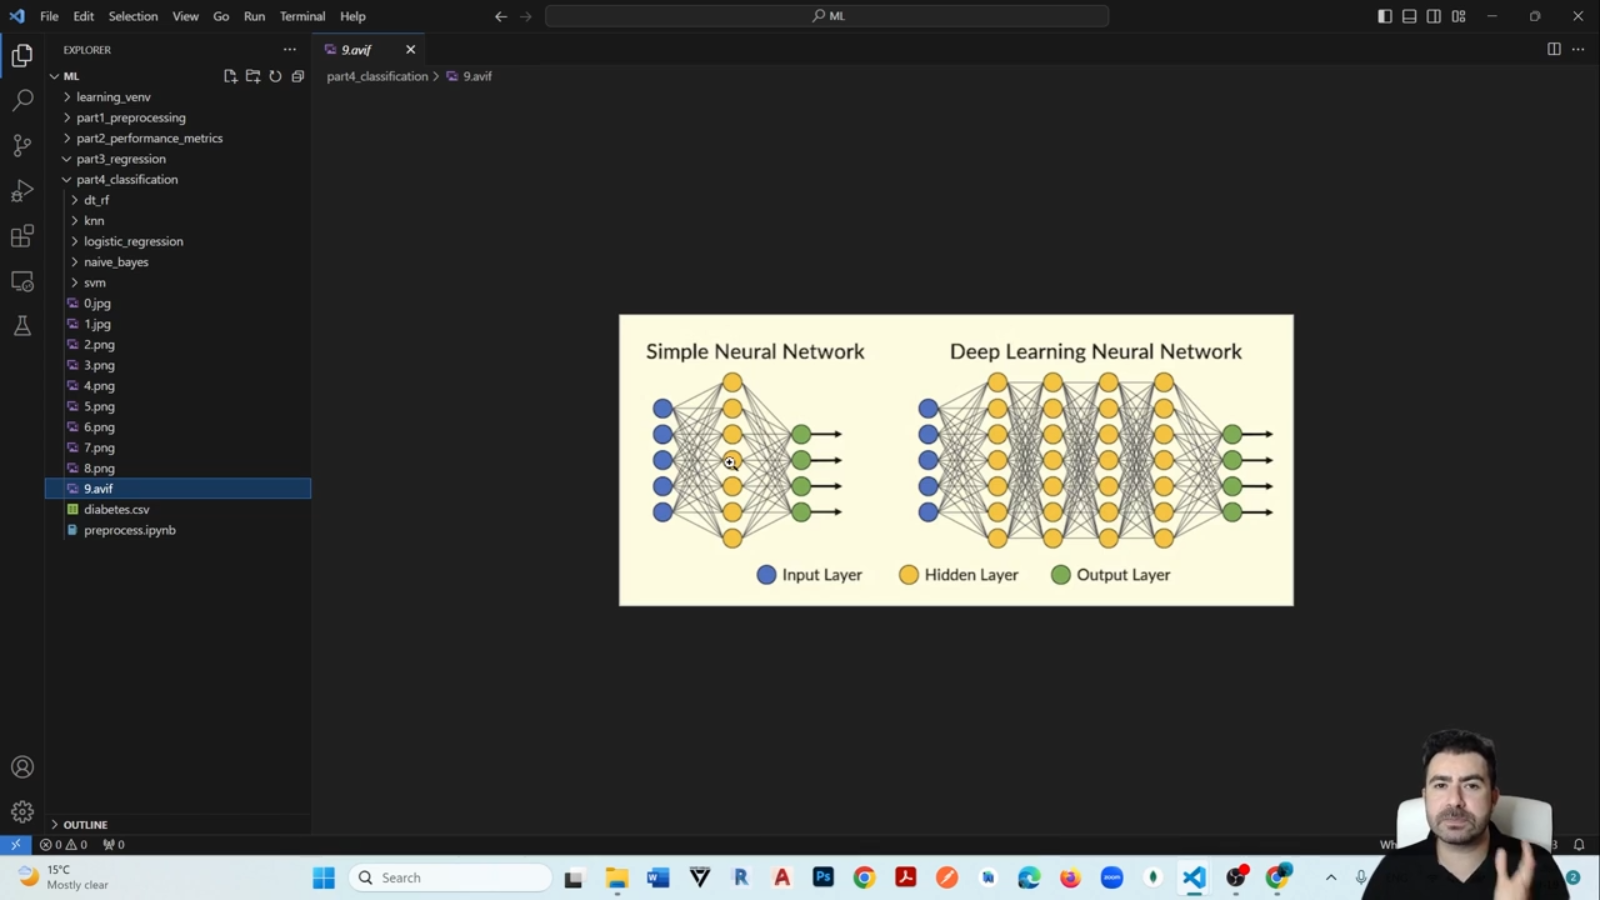 File Edit Selection View Go Run Terminal Help
ML
EXPLORER
9.avif
ML
part4_classification > 9.avif
learning_venv
part1_preprocessing
part2_performance_metrics
part3_regression
part4_classification
dt_rf
knn
logistic_regression
naive_bayes
svm
0.jpg
1.jpg
2.png
3.png
4.png
5.png
6.png
7.png
8.png
9.avif
diabetes.csv
preprocess.ipynb
Simple Neural Network
Deep Learning Neural Network
Input Layer
Hidden Layer
Output Layer
OUTLINE
0 0 0
15°C
Mostly clear
Search
W
R
A
Ps
zoom
2